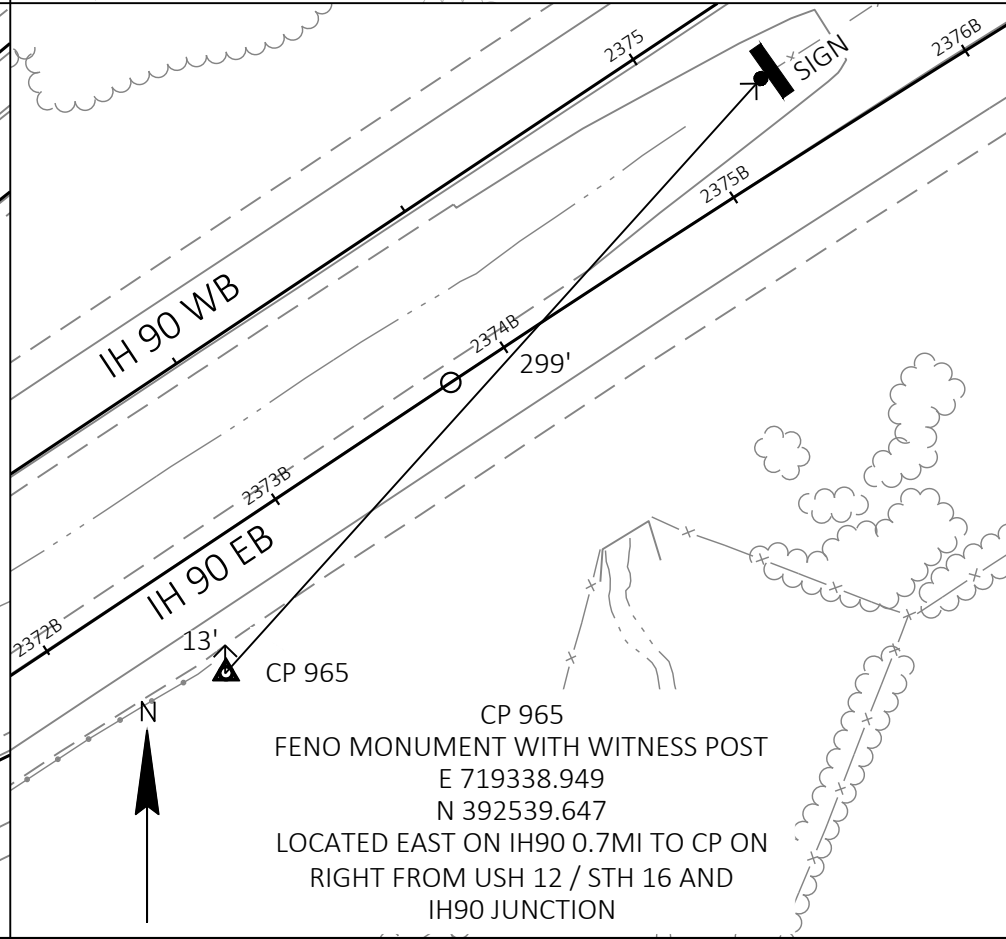 2375
SIGN
2376B
2375B
IH 90 WB
2374B
299'
2373B
IH 90 EB
2372B
13'
CP 965
N
CP 965
FENO MONUMENT WITH WITNESS POST
E 719338.949
N 392539.647
LOCATED EAST ON IH90 0.7MI TO CP ON
RIGHT FROM USH 12 / STH 16 AND
IH90 JUNCTION